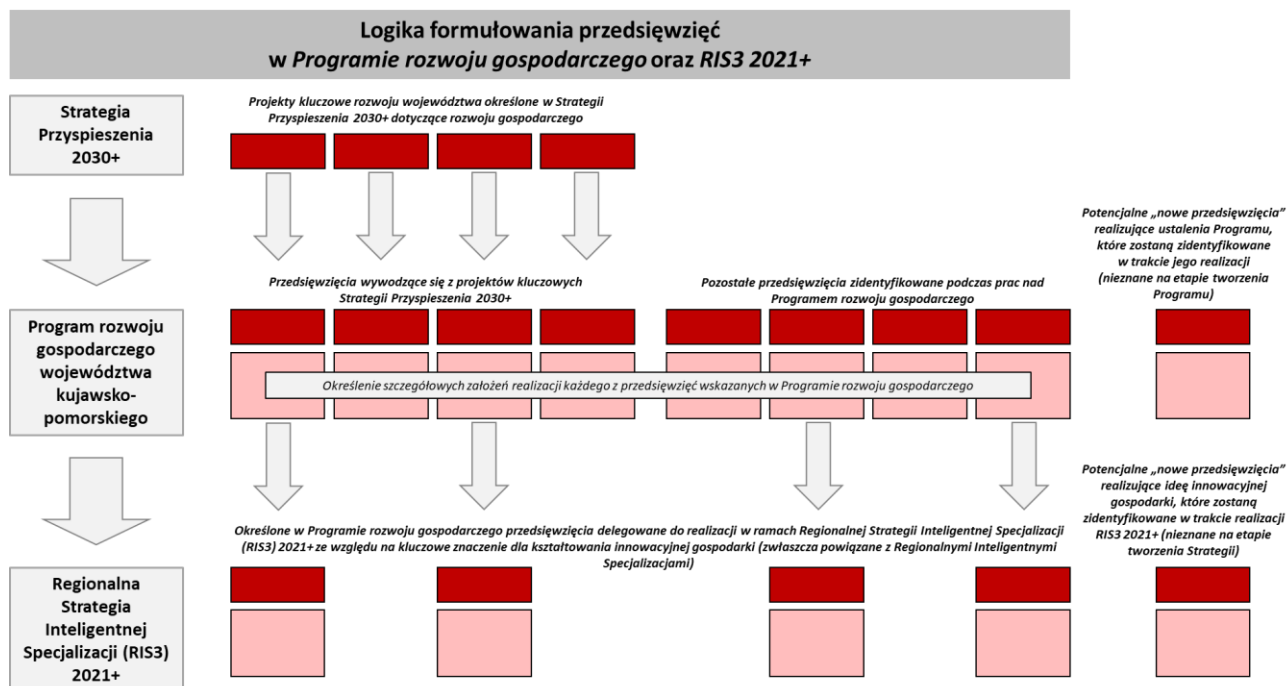 Logika formułowania przedsięwzięć
w Programie rozwoju gospodarczego oraz RIS3 2021+
Strategia
Przyspieszenia
2030+
Projekty kluczowe rozwoju województwa określone w Strategii
Przyspieszenia 2030+ dotyczące rozwoju gospodarczego
Potencjalne „nowe przedsięwzięcia”
realizujące ustalenia Programu,
które zostaną zidentyfikowane
w trakcie jego realizacji
(nieznane na etapie tworzenia
Programu)
Przedsięwzięcia wywodzące się z projektów kluczowych
Strategii Przyspieszenia 2030+
Pozostałe przedsięwzięcia zidentyfikowane podczas prac nad
Programem rozwoju gospodarczego
Program rozwoju
gospodarczego
województwa
kujawsko-
pomorskiego
Określenie szczegółowych założeń realizacji każdego z przedsięwzięć wskazanych w Programie rozwoju gospodarczego
Potencjalne „nowe przedsięwzięcia”
realizujące ideę innowacyjnej
gospodarki, które zostaną
zidentyfikowane w trakcie realizacji
RIS3 2021+ (nieznane na etapie
tworzenia Strategii)
Określone w Programie rozwoju gospodarczego przedsięwzięcia delegowane do realizacji w ramach Regionalnej Strategii Inteligentnej Specjalizacji
(RIS3) 2021+ ze względu na kluczowe znaczenie dla kształtowania innowacyjnej gospodarki (zwłaszcza powiązane z Regionalnymi Inteligentnymi
Specjalizacjami)
Regionalna
Strategia
Inteligentnej
Specjalizacji (RIS3)
2021+